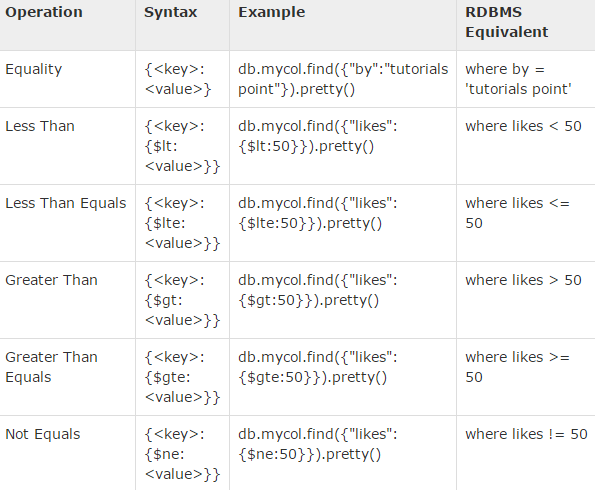 Operation Syntax Example RDBMS
Equivalent
Equality {<key>: db.mycol.find({"by":"tutorials where by =
<value>} point"}).pretty() 'tutorials point'
Less Than {<key>: db.mycol.find({"likes": where likes < 50
{$lt: {$lt:50}}).pretty()
<value>}}
Less Than Equals {<key>: db.mycol.find({"likes": where likes <=
{$lte: {$lte:50}}).pretty() 50
<value>}}
Greater Than {<key>: db.mycol.find({"likes": where likes > 50
{$gt: {$gt:50}}).pretty()
<value>}}
Greater Than {<key>: db.mycol.find({"likes": where likes >=
Equals {$gte: {$gte:50}}).pretty() 50
<value>}}
Not Equals {<key>: db.mycol.find({"likes": where likes != 50
{$ne: {$ne:50}}).pretty()
<value>}}